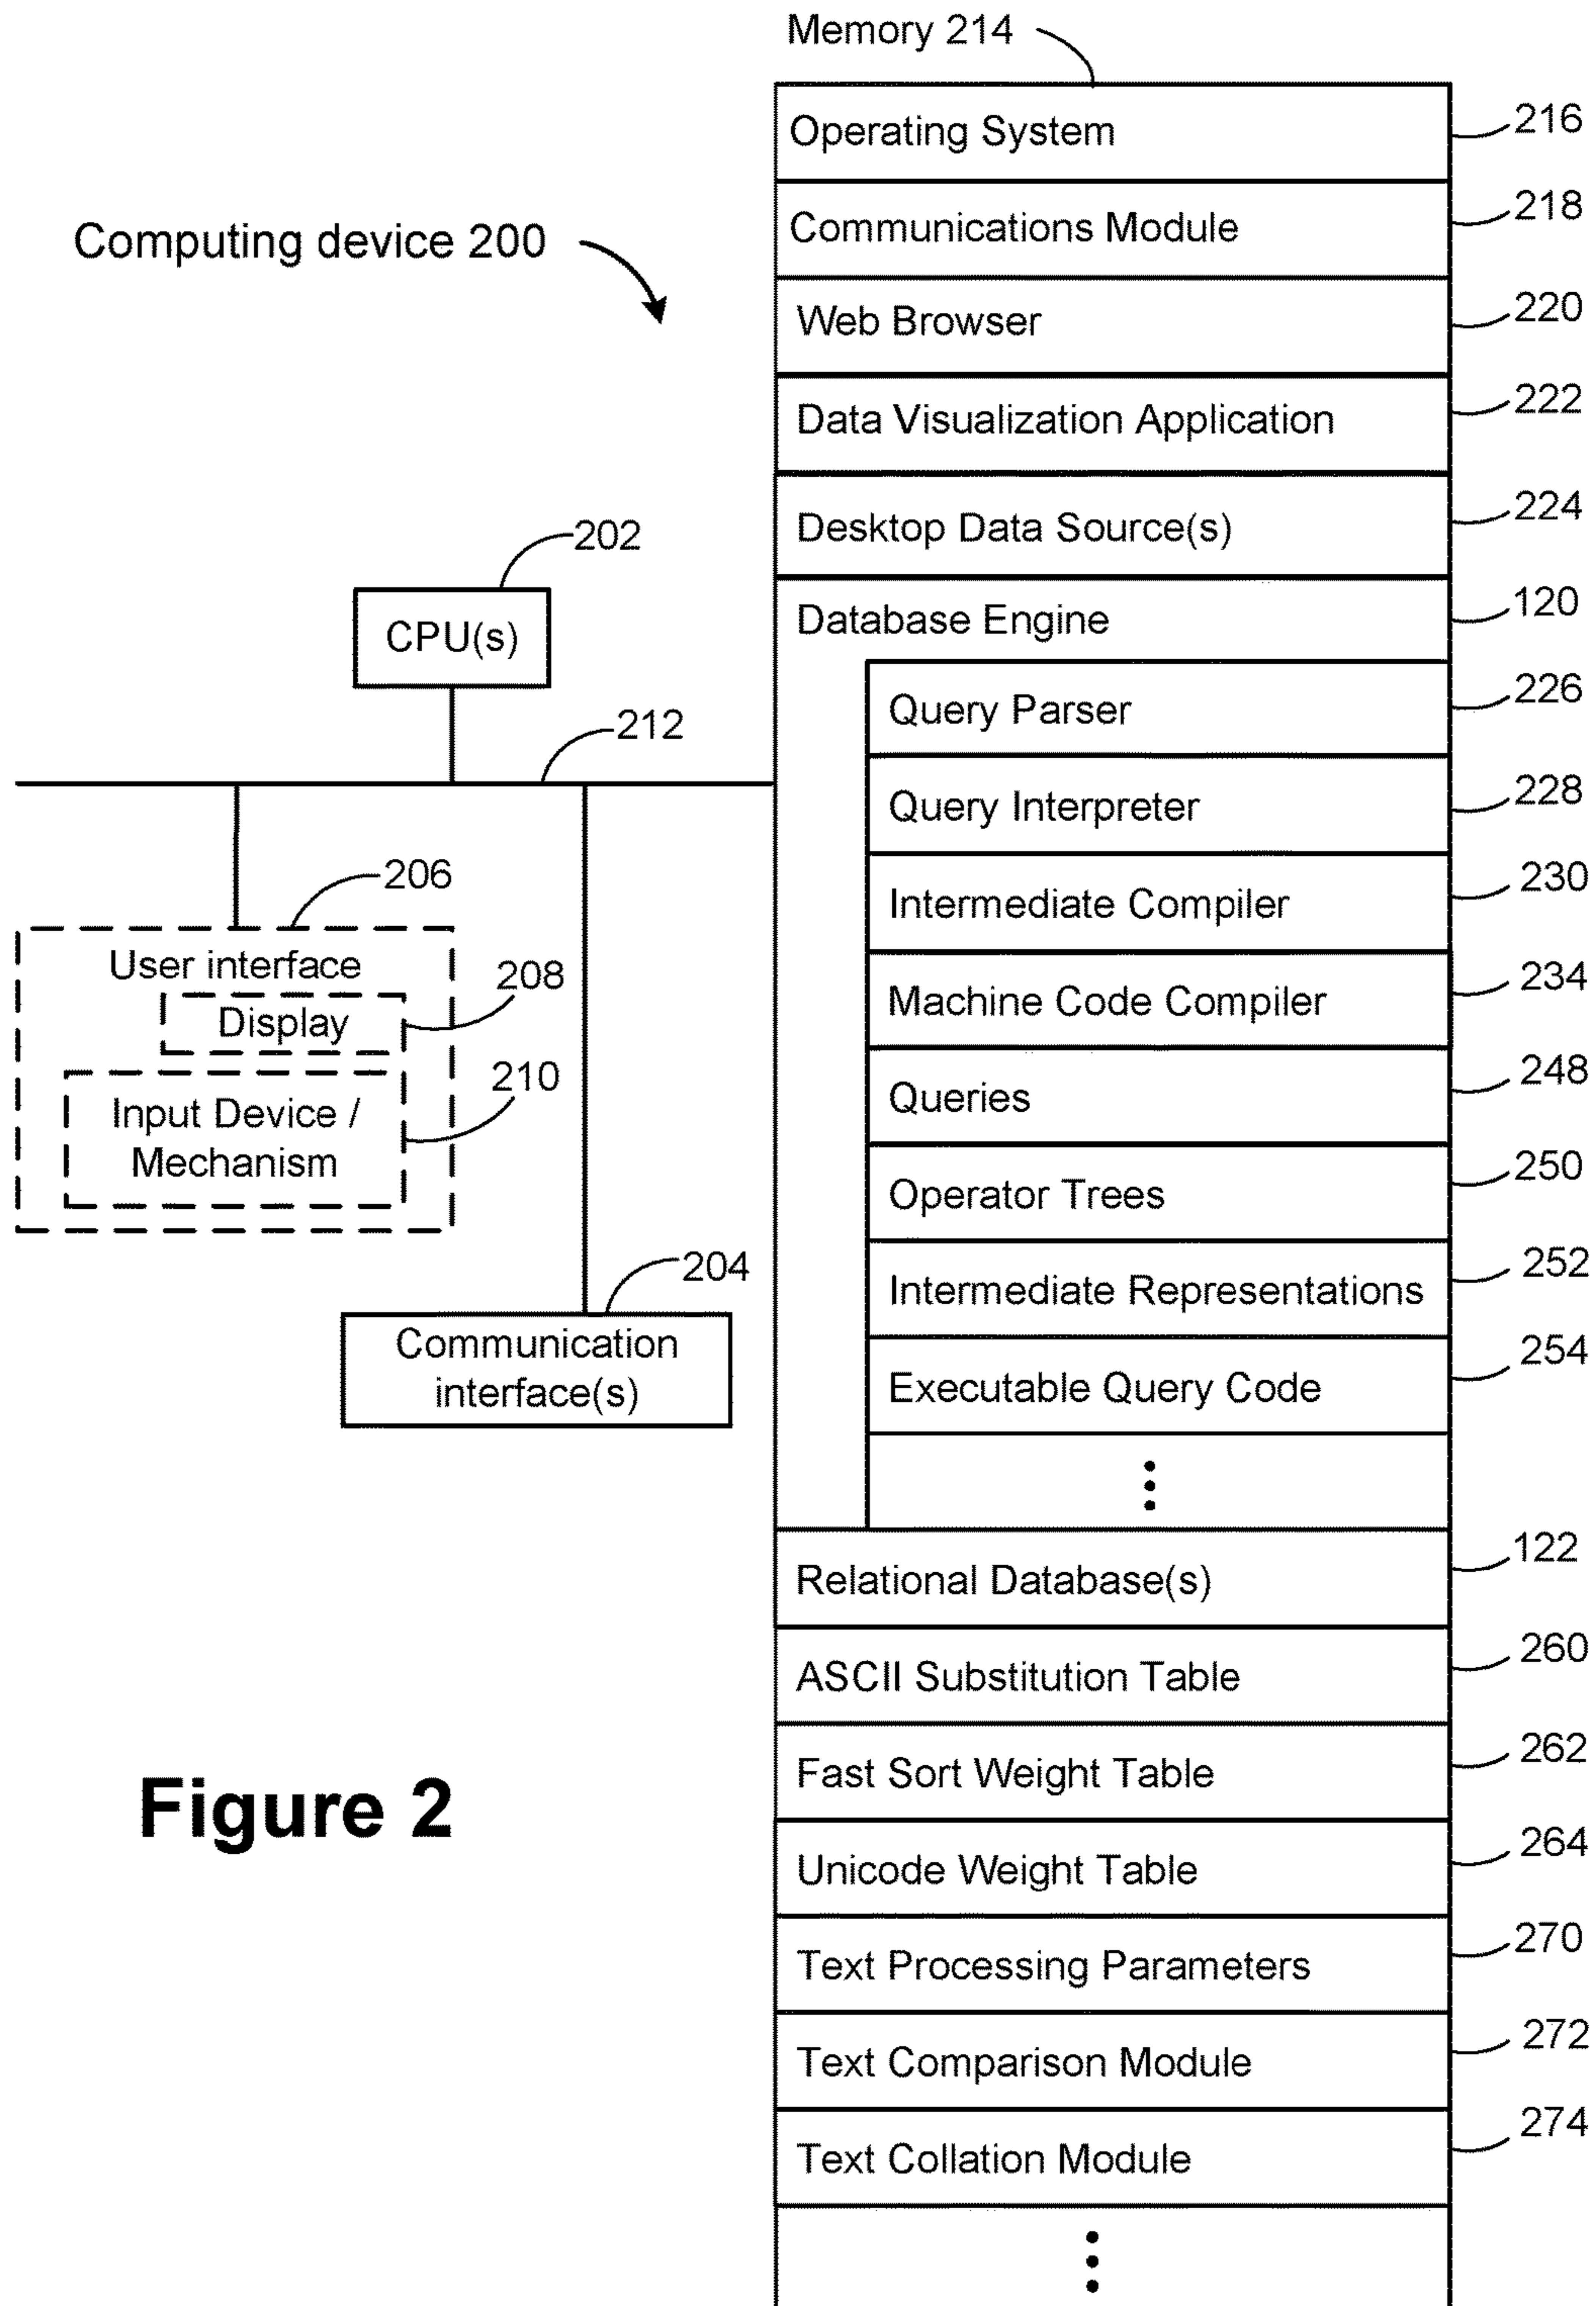 Memory 214
Operating System 216
Communications Module 218
Computing device 200
Web Browser 220
Data Visualization Application 222
Desktop Data Source(s) 224
Database Engine 120
Query Parser 226
Query Interpreter 228
Intermediate Compiler 230
Machine Code Compiler 234
Queries 248
Operator Trees 250
Intermediate Representations 252
Executable Query Code 254
Relational Database(s) 122
ASCII Substitution Table 260
Fast Sort Weight Table 262
Unicode Weight Table 264
Text Processing Parameters 270
Text Comparison Module 272
Text Collation Module 274
202
CPU(s)
212
206
User interface
208
Display
210
Input Device /
Mechanism
204
Communication
interface(s)
Figure 2